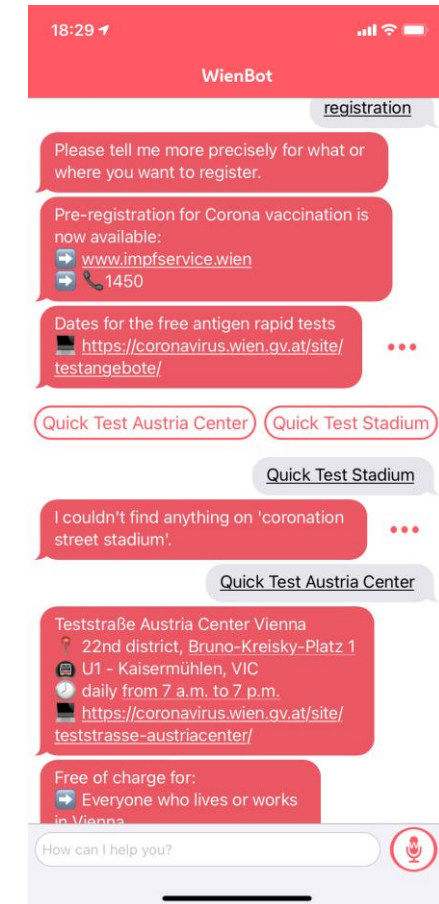 18:29
WienBot
registration
Please tell me more precisely for what or
where you want to register.
Pre-registration for Corona vaccination is
now available:
➡️ www.impfservice.wien
➡️ 📞1450
Dates for the free antigen rapid tests
💻 https://coronavirus.wien.gv.at/site/
testangebote/
Quick Test Austria Center
Quick Test Stadium
Quick Test Stadium
I couldn't find anything on 'coronation
street stadium'.
Quick Test Austria Center
Teststraße Austria Center Vienna
📍 22nd district, Bruno-Kreisky-Platz 1
🚇 U1 - Kaisermühlen, VIC
🕗 daily from 7 a.m. to 7 p.m.
💻 https://coronavirus.wien.gv.at/site/
teststrasse-austriacenter/
Free of charge for:
➡️ Everyone who lives or works
in Vienna
How can I help you?